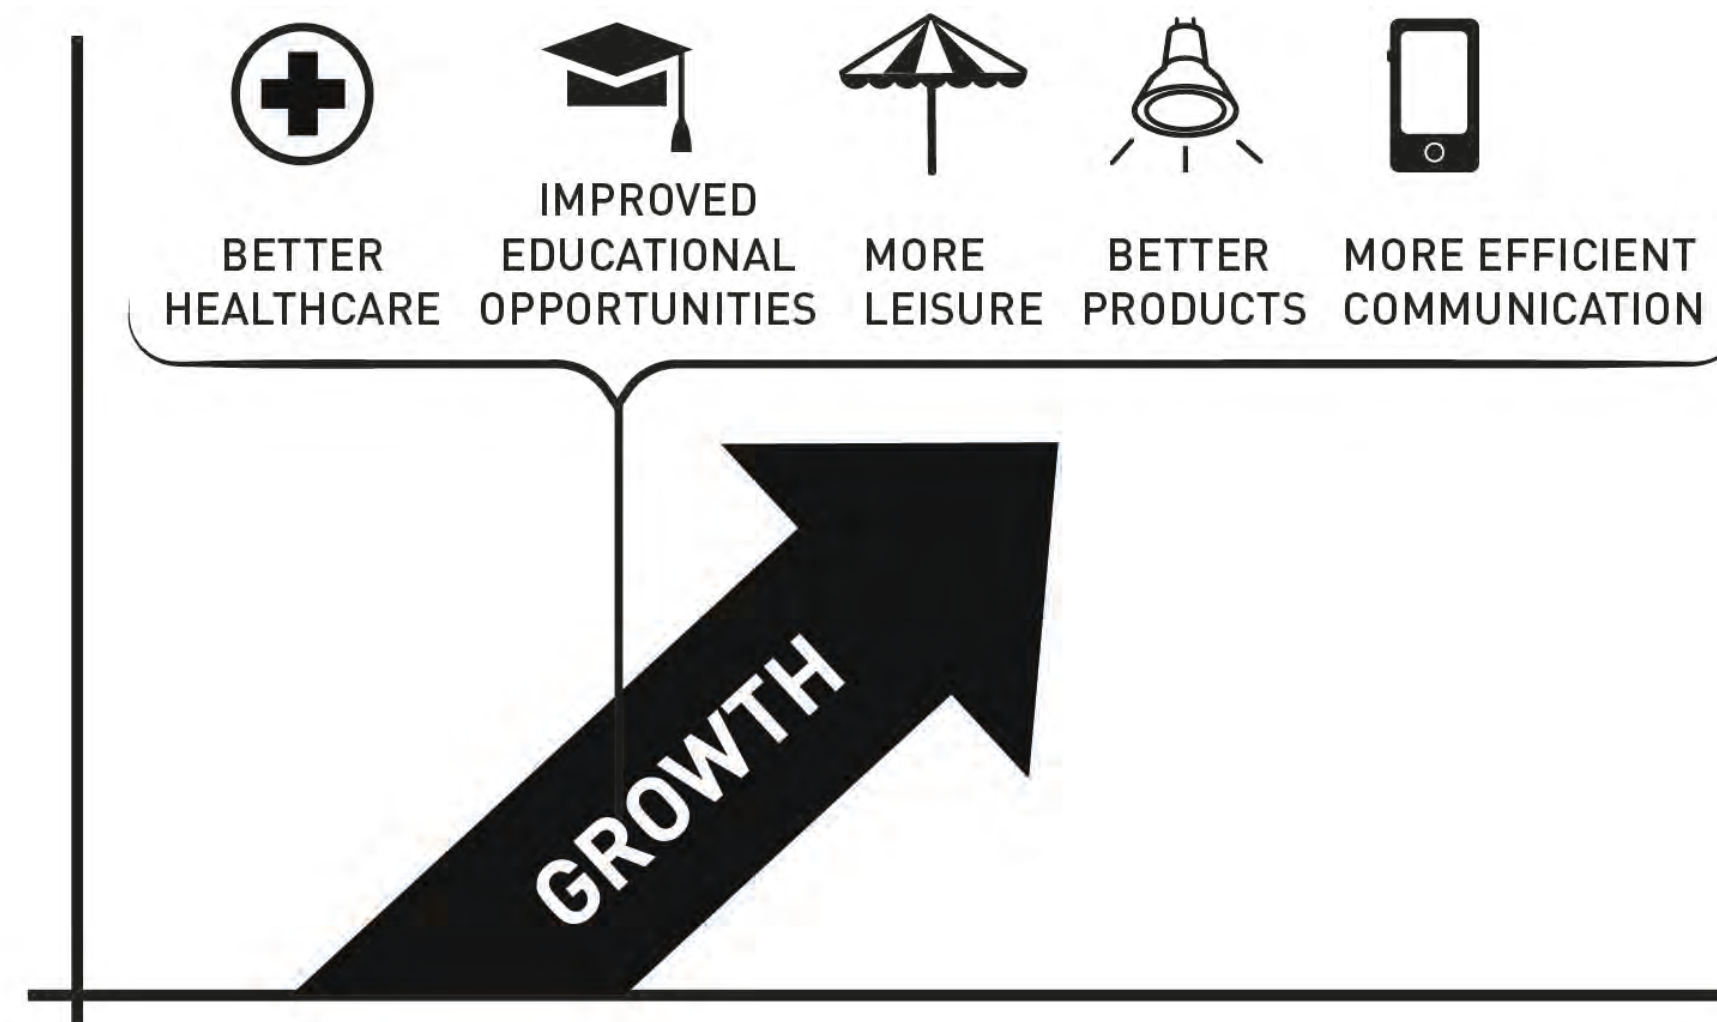 BETTER
HEALTHCARE
IMPROVED
EDUCATIONAL
OPPORTUNITIES
MORE
LEISURE
BETTER
PRODUCTS
MORE EFFICIENT
COMMUNICATION
GROWTH